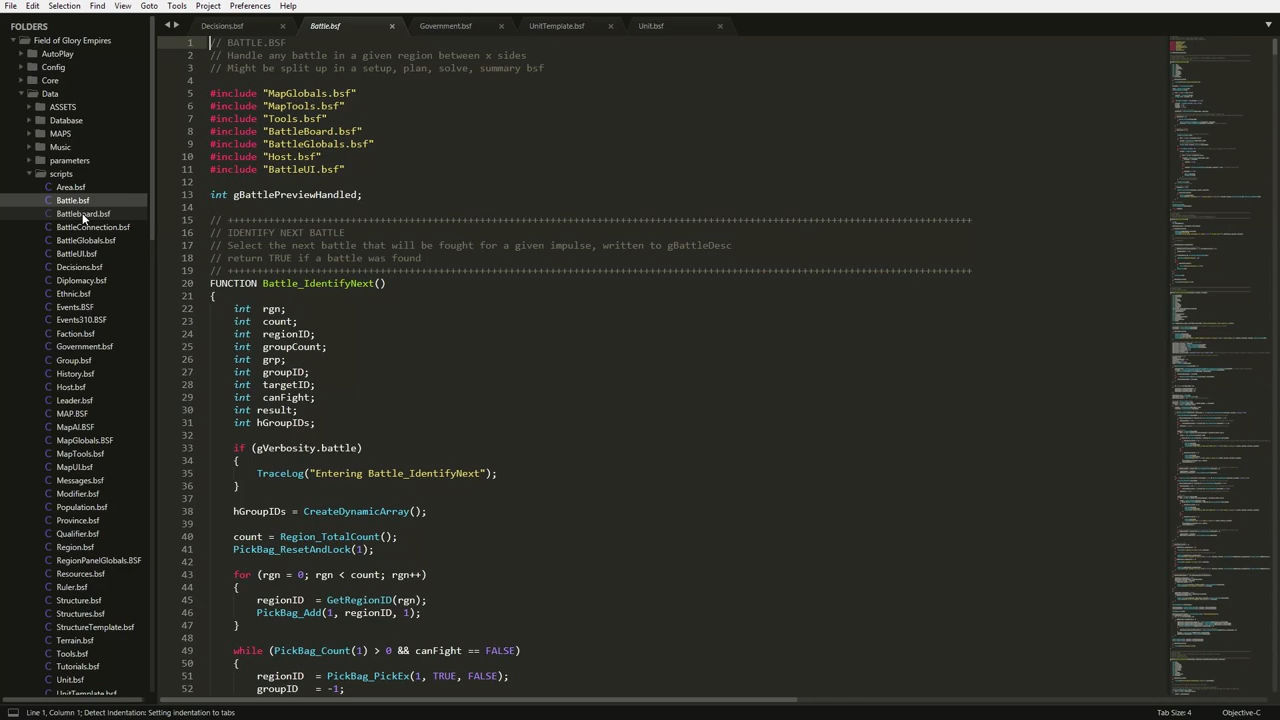 File Edit Selection Find View Goto Tools Project Preferences Help
FOLDERS
Field of Glory Empires
AutoPlay
Config
Core
Data
ASSETS
Database
MAPS
Music
parameters
scripts
Area.bsf
Battle.bsf
Battleboard.bsf
BattleConnection.bsf
BattleGlobals.bsf
BattleUI.bsf
Decisions.bsf
Diplomacy.bsf
Ethnic.bsf
Events.BSF
Events310.BSF
Faction.bsf
Government.bsf
Group.bsf
History.bsf
Host.bsf
Leader.bsf
MAP.BSF
MapAI.BSF
MapGlobals.BSF
MapTools.bsf
MapUI.bsf
Messages.bsf
Modifier.bsf
Population.bsf
Province.bsf
Qualifier.bsf
Region.bsf
RegionPanelGlobals.BSF
Resources.bsf
Ruler.bsf
Structure.bsf
Structures.bsf
StructureTemplate.bsf
Terrain.bsf
Tools.bsf
Tutorials.bsf
Unit.bsf
UnitTemplate.bsf
Decisions.bsf Battle.bsf Government.bsf UnitTemplate.bsf Unit.bsf
1 // BATTLE.BSF
2 // Handle any battle in a given region between x sides
3 // Might be split up in a setup, plan, solve, summary bsf
4
5 #include "MapGlobals.bsf"
6 #include "MapTools.bsf"
7 #include "Tools.bsf"
8 #include "BattleBoard.bsf"
9 #include "BattleGlobals.bsf"
10 #include "Host.bsf"
11 #include "BattleUI.bsf"
12
13 int gBattlePreviewHandled;
14
15 // ++++++++++++++++++++++++++++++++++++++++++++++++++++++++++++++++++++++++++++++++++++++++++++++++++++++++++++++++++++++++++++
16 // IDENTIFY NEXT BATTLE
17 // Select the next battle that will be fought for a given impulse, written to gBattleDesc
18 // return TRUE if a battle was found
19 // ++++++++++++++++++++++++++++++++++++++++++++++++++++++++++++++++++++++++++++++++++++++++++++++++++++++++++++++++++++++++++++
20 FUNCTION Battle_IdentifyNext()
21 {
22 int rgn;
23 int count;
24 int regionID;
25 int groupCount;
26 int grp;
27 int groupID;
28 int targetID;
29 int canFight;
30 int result;
31 int hGroupIDs;
32
33 if (gVerboseBattle)
34 {
35 TraceLog("Entering Battle_IdentifyNext")
36 }
37
38 hGroupIDs = CreateDynamicArray();
39
40 count = Region_TotalCount();
41 PickBag_ResetAndLock(1);
42
43 for (rgn = 0; rgn < count; rgn++)
44 {
45 regionID = GetRegionID(rgn);
46 PickBag_Add(1, regionID, 1);
47 }
48
49 while (PickBag_Count(1) > 0 && canFight == FALSE)
50 {
51 regionID = PickBag_PickEx(1, TRUE, FALSE);
52 groupID = -1;
Line 1, Column 1; Detect Indentation: Setting indentation to tabs
Tab Size: 4 Objective-C